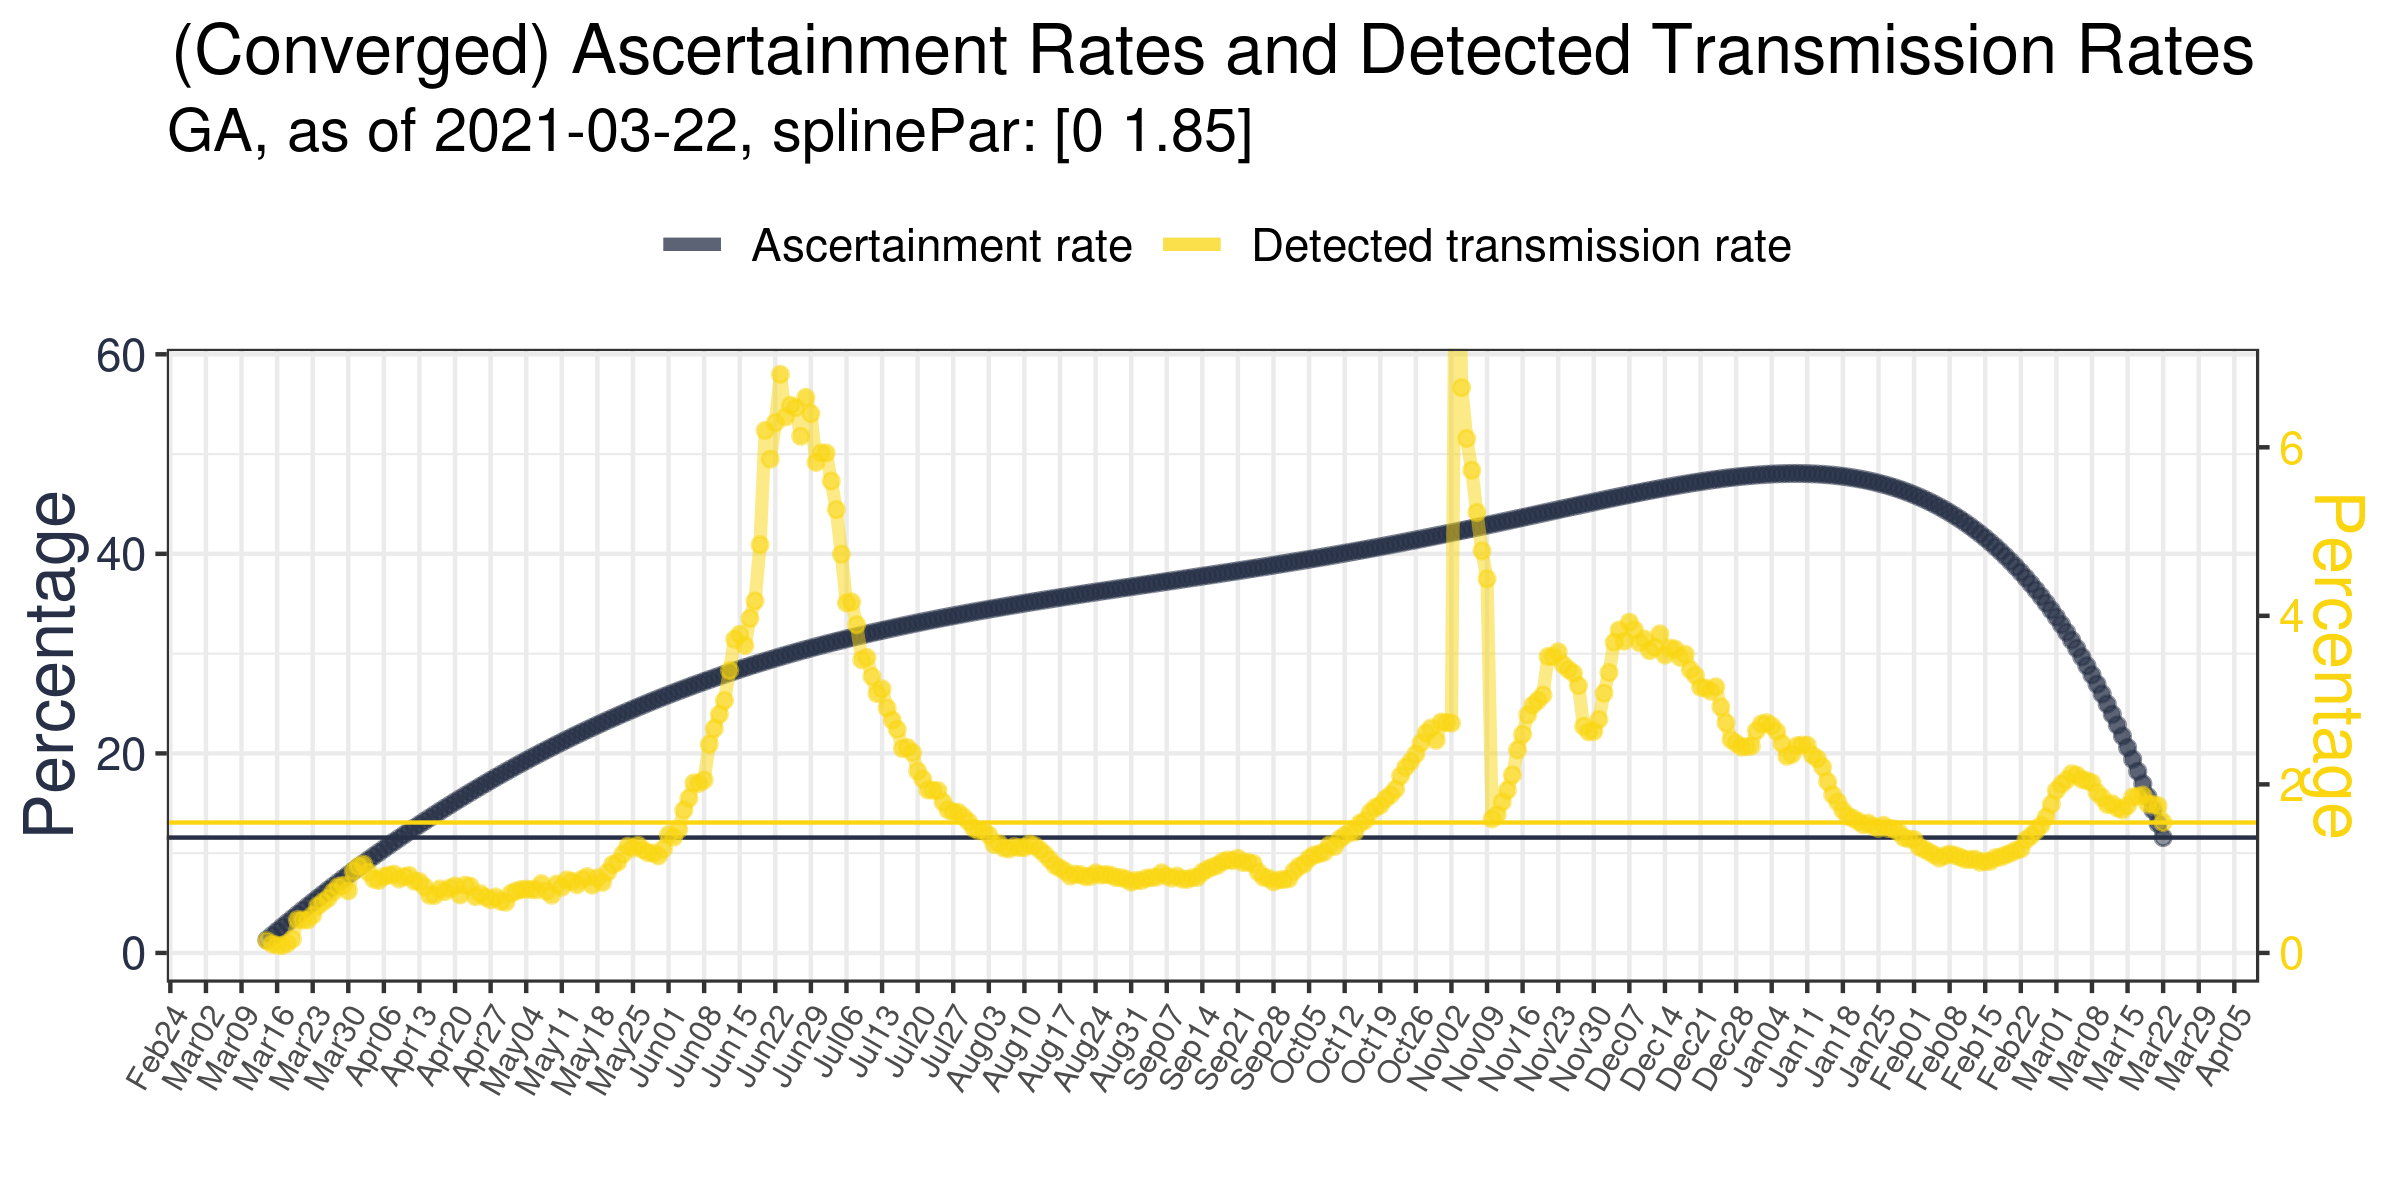 (Converged) Ascertainment Rates and Detected Transmission Rates
GA, as of 2021-03-22, splinePar: [0 1.85]
Ascertainment rate
Detected transmission rate
Percentage
60
40
20
0
6
4
2
0
Percentage
Feb24
Mar02
Mar09
Mar16
Mar23
Mar30
Apr06
Apr13
Apr20
Apr27
May04
May11
May18
May25
Jun01
Jun08
Jun15
Jun22
Jun29
Jul06
Jul13
Jul20
Jul27
Aug03
Aug10
Aug17
Aug24
Aug31
Sep07
Sep14
Sep21
Sep28
Oct05
Oct12
Oct19
Oct26
Nov02
Nov09
Nov16
Nov23
Nov30
Dec07
Dec14
Dec21
Dec28
Jan04
Jan11
Jan18
Jan25
Feb01
Feb08
Feb15
Feb22
Mar01
Mar08
Mar15
Mar22
Mar29
Apr05